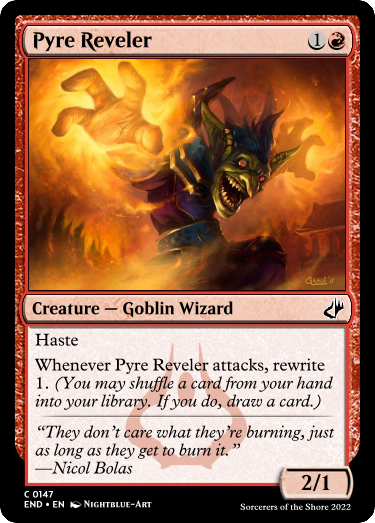 Pyre Reveler 1
Creature — Goblin Wizard
Haste
Whenever Pyre Reveler attacks, rewrite
1. (You may shuffle a card from your hand
into your library. If you do, draw a card.)
“They don’t care what they’re burning, just
as long as they get to burn it.”
—Nicol Bolas
2/1
C 0147
END • EN Nightblue-Art
Sorcerers of the Shore 2022